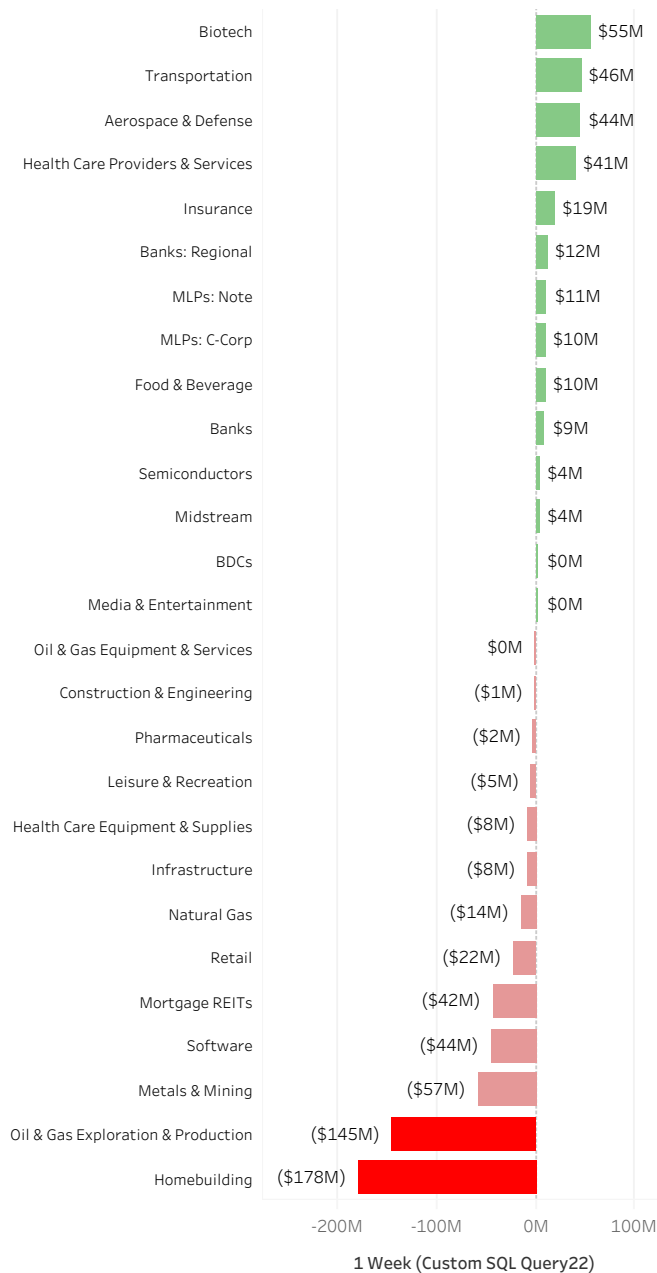 Biotech $55M
Transportation $46M
Aerospace & Defense $44M
Health Care Providers & Services $41M
Insurance $19M
Banks: Regional $12M
MLPs: Note $11M
MLPs: C-Corp $10M
Food & Beverage $10M
Banks $9M
Semiconductors $4M
Midstream $4M
BDCs $0M
Media & Entertainment $0M
Oil & Gas Equipment & Services $0M
Construction & Engineering ($1M)
Pharmaceuticals ($2M)
Leisure & Recreation ($5M)
Health Care Equipment & Supplies ($8M)
Infrastructure ($8M)
Natural Gas ($14M)
Retail ($22M)
Mortgage REITs ($42M)
Software ($44M)
Metals & Mining ($57M)
Oil & Gas Exploration & Production ($145M)
Homebuilding ($178M)
-200M -100M 0M 100M
1 Week (Custom SQL Query22)